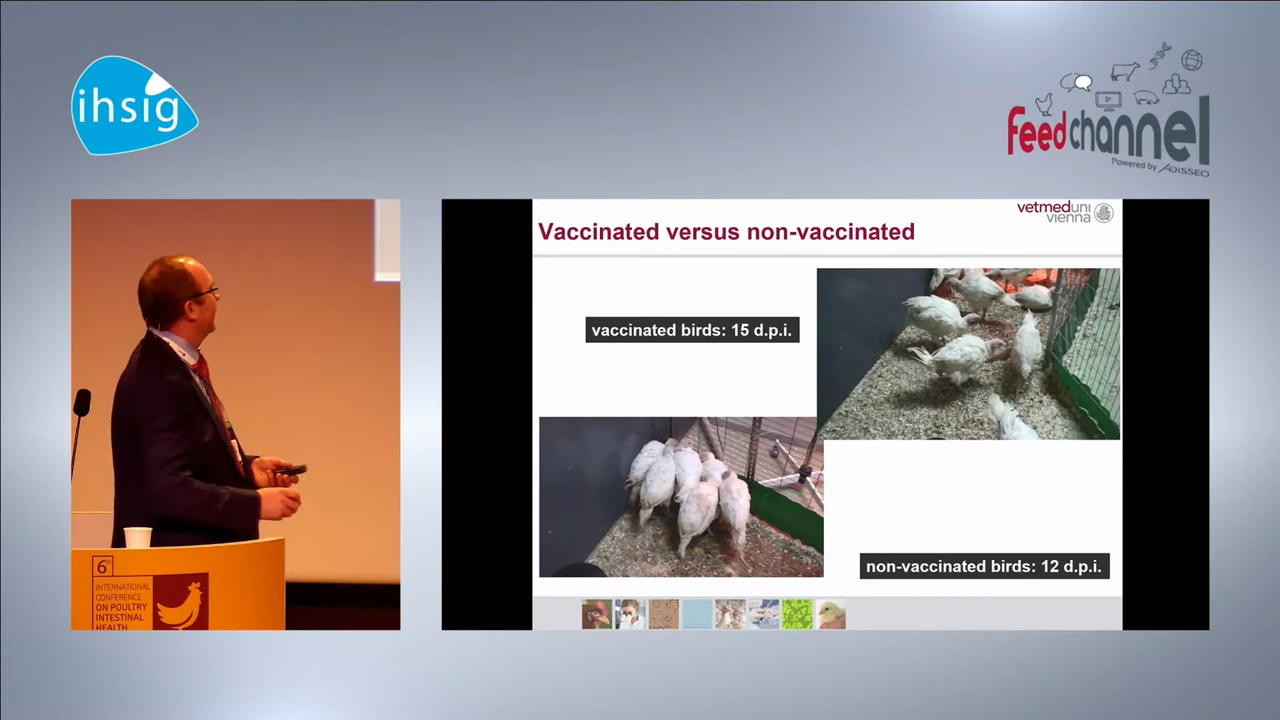 ihsig
feedchannel
Powered by ADISSEO
vetmeduni
vienna
Vaccinated versus non-vaccinated
vaccinated birds: 15 d.p.i.
non-vaccinated birds: 12 d.p.i.
6th
INTERNATIONAL
CONFERENCE
ON POULTRY
INTESTINAL
HEALTH